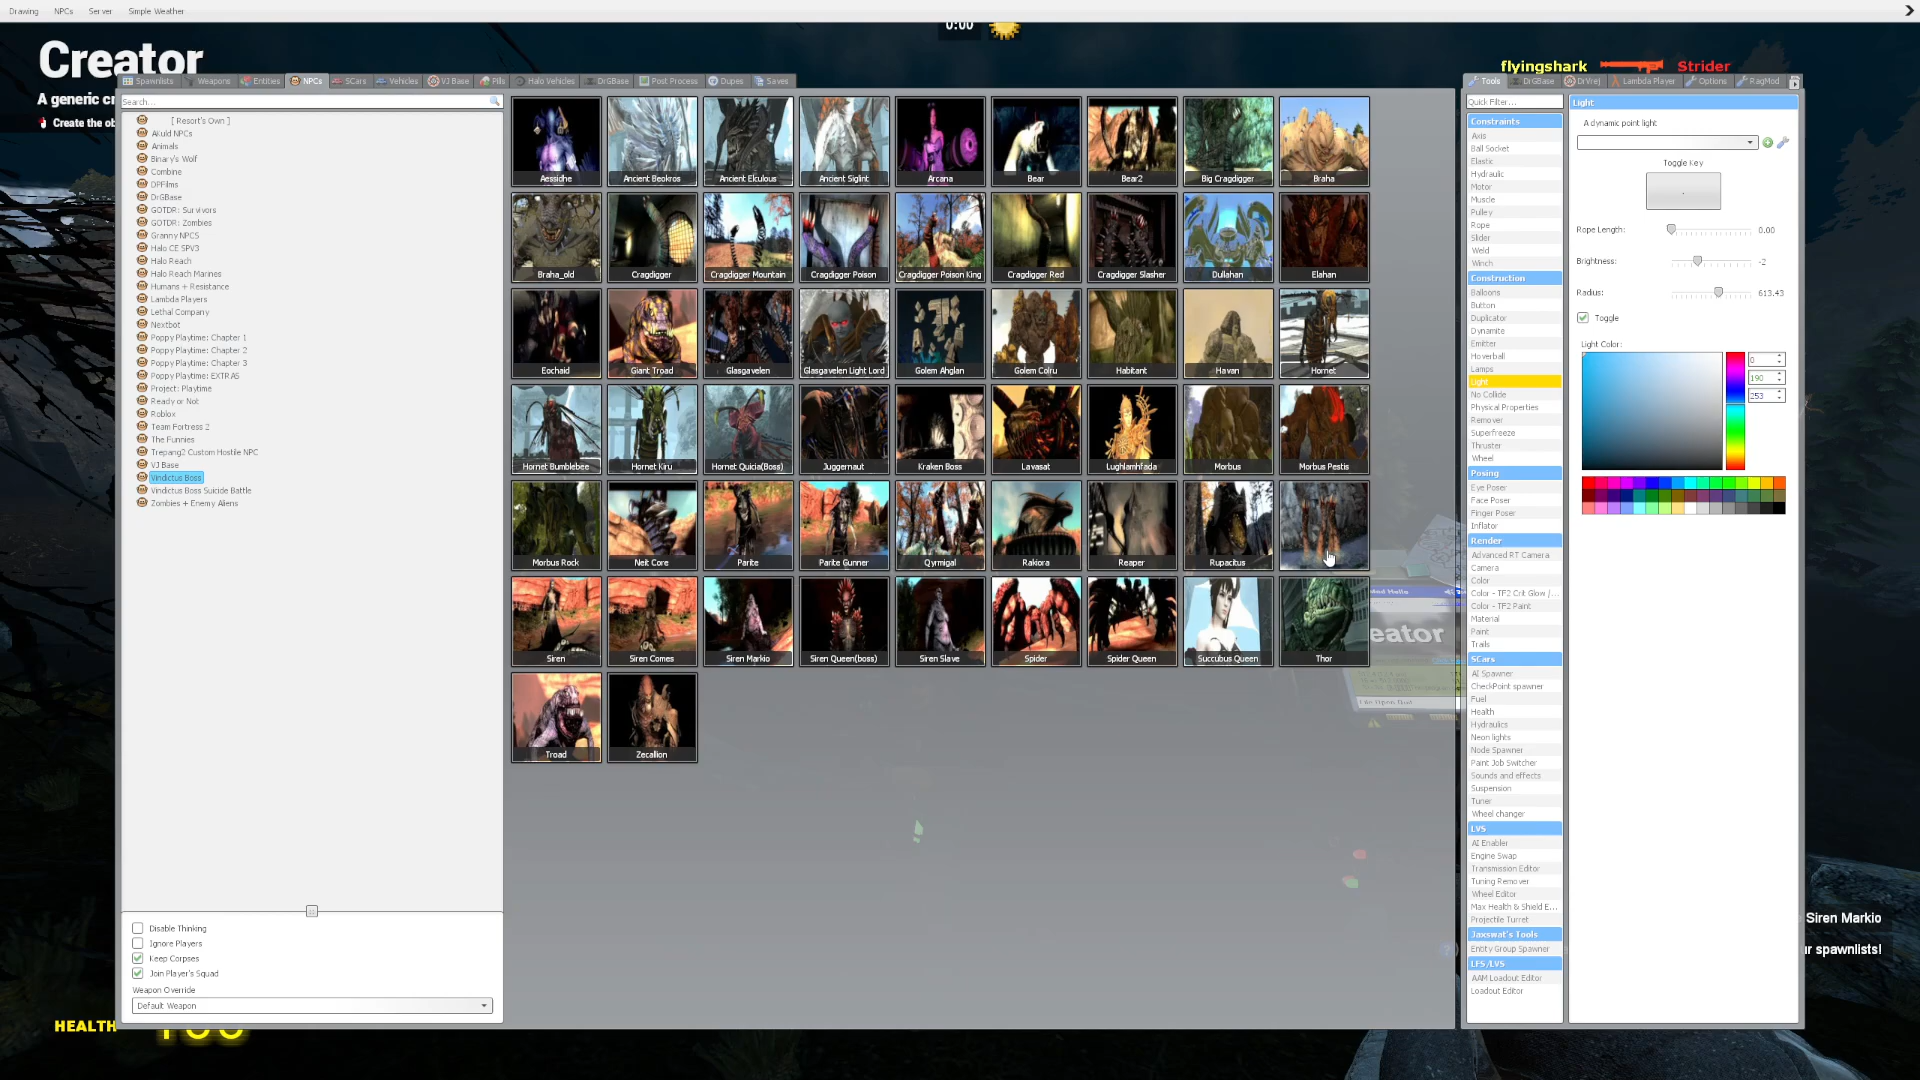 Drawing NPCs Server Simple Weather
0:00
Creator
A generic cr
Create the ob
flyingshark Strider
Spawnlists Weapons Entities NPCs SCars Vehicles VJ Base Pills Halo Vehicles DrGBase Post Process Dupes Saves
Search...
[ Resort's Own ]
Akuld NPCs
Animals
Binary's Wolf
Combine
DPFilms
DrGBase
GOTDR: Survivors
GOTDR: Zombies
Granny NPCS
Halo CE SPV3
Halo Reach
Halo Reach Marines
Humans + Resistance
Lambda Players
Lethal Company
Nextbot
Poppy Playtime: Chapter 1
Poppy Playtime: Chapter 2
Poppy Playtime: Chapter 3
Poppy Playtime: EXTRAS
Project: Playtime
Ready or Not
Roblox
Team Fortress 2
The Funnies
Trepang2 Custom Hostile NPC
VJ Base
Vindictus Boss
Vindictus Boss Suicide Battle
Zombies + Enemy Aliens
Disable Thinking
Ignore Players
Keep Corpses
Join Player's Squad
Weapon Override
Default Weapon
HEALTH 100
Aessidhe Ancient Beokros Ancient Elculous Ancient Siglint Arcana Bear Bear2 Big Cragdigger Braha
Braha_old Cragdigger Cragdigger Mountain Cragdigger Poison Cragdigger Poison King Cragdigger Red Cragdigger Slasher Dullahan Elahan
Eochaid Giant Troad Glasgavelen Glasgavelen Light Lord Golem Ahglan Golem Colru Habitant Havan Hornet
Hornet Bumblebee Hornet Kiru Hornet Quicia(Boss) Juggernaut Kraken Boss Lavasat Lughlamhfada Morbus Morbus Pestis
Morbus Rock Neit Core Parite Parite Gunner Qyrmigal Rakiora Reaper Rupacitus
Siren Siren Comes Siren Markio Siren Queen(boss) Siren Slave Spider Spider Queen Succubus Queen Thor
Troad Zecallion
eator
Tools DrGBase DrVrej Lambda Player Options RagMod
Quick Filter...
Constraints
Axis
Ball Socket
Elastic
Hydraulic
Motor
Muscle
Pulley
Rope
Slider
Weld
Winch
Construction
Balloons
Button
Duplicator
Dynamite
Emitter
Hoverball
Lamps
Light
No Collide
Physical Properties
Remover
Superfreeze
Thruster
Wheel
Posing
Eye Poser
Face Poser
Finger Poser
Inflator
Render
Advanced RT Camera
Camera
Color
Color - TF2 Crit Glow /...
Color - TF2 Paint
Material
Paint
Trails
SCars
AI Spawner
CheckPoint spawner
Fuel
Health
Hydraulics
Neon lights
Node Spawner
Paint Job Switcher
Sounds and effects
Suspension
Tuner
Wheel changer
LVS
AI Enabler
Engine Swap
Transmission Editor
Tuning Remover
Wheel Editor
Max Health & Shield E...
Projectile Turret
Jaxswat's Tools
Entity Group Spawner
LFS/LVS
AAM Loadout Editor
Loadout Editor
Light
A dynamic point light
Toggle Key
Rope Length: 0.00
Brightness: -2
Radius: 613.43
Toggle
Light Color:
0
190
253
Siren Markio
ur spawnlists!